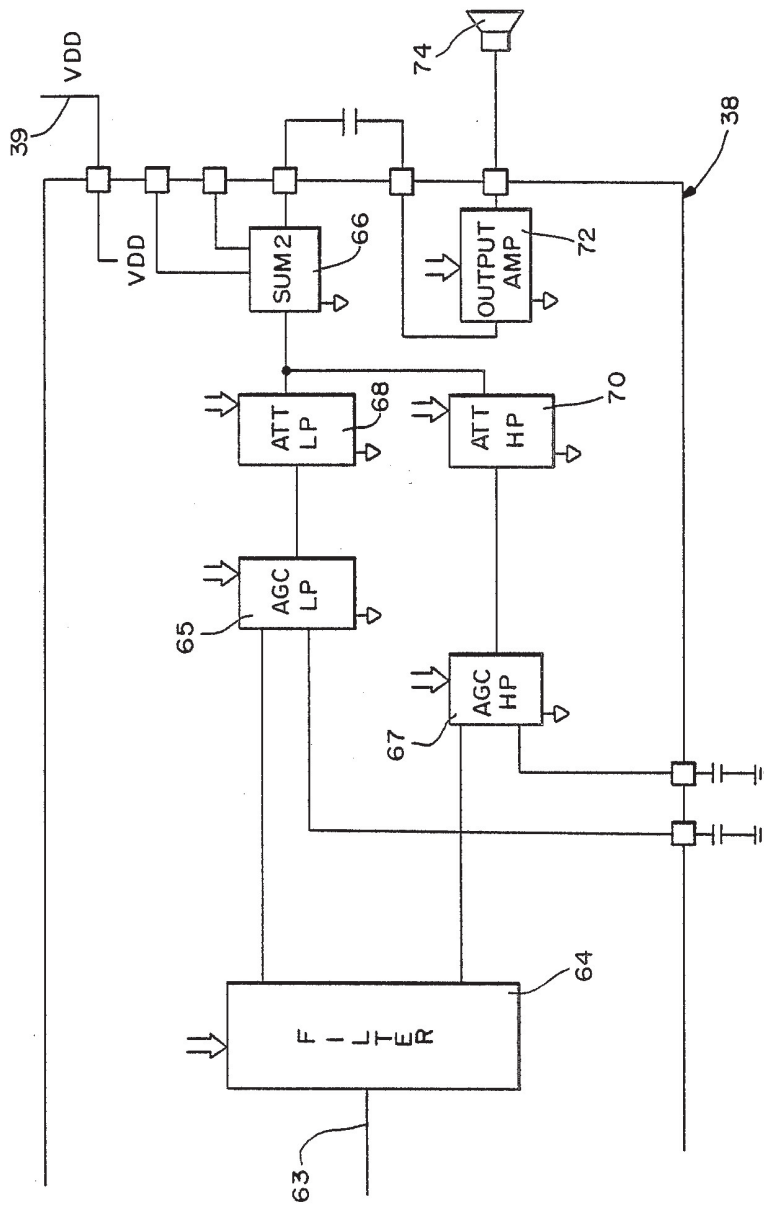 39
VDD
VDD
74
38
SUM2
66
OUTPUT
AMP
72
ATT
LP
68
ATT
HP
70
AGC
LP
65
AGC
HP
67
FILTER
64
63